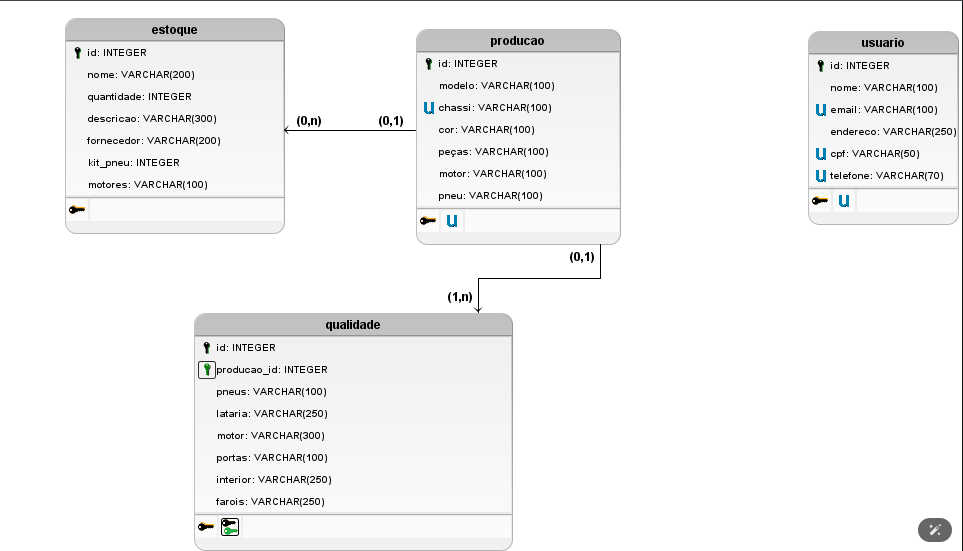 estoque
id: INTEGER
nome: VARCHAR(200)
quantidade: INTEGER
descricao: VARCHAR(300)
fornecedor: VARCHAR(200)
kit_pneu: INTEGER
motores: VARCHAR(100)
(0,n)
(0,1)
producao
id: INTEGER
modelo: VARCHAR(100)
chassi: VARCHAR(100)
cor: VARCHAR(100)
peças: VARCHAR(100)
motor: VARCHAR(100)
pneu: VARCHAR(100)
usuario
id: INTEGER
nome: VARCHAR(100)
email: VARCHAR(100)
endereco: VARCHAR(250)
cpf: VARCHAR(50)
telefone: VARCHAR(70)
(0,1)
(1,n)
qualidade
id: INTEGER
producao_id: INTEGER
pneus: VARCHAR(100)
lataria: VARCHAR(250)
motor: VARCHAR(300)
portas: VARCHAR(100)
interior: VARCHAR(250)
farois: VARCHAR(250)